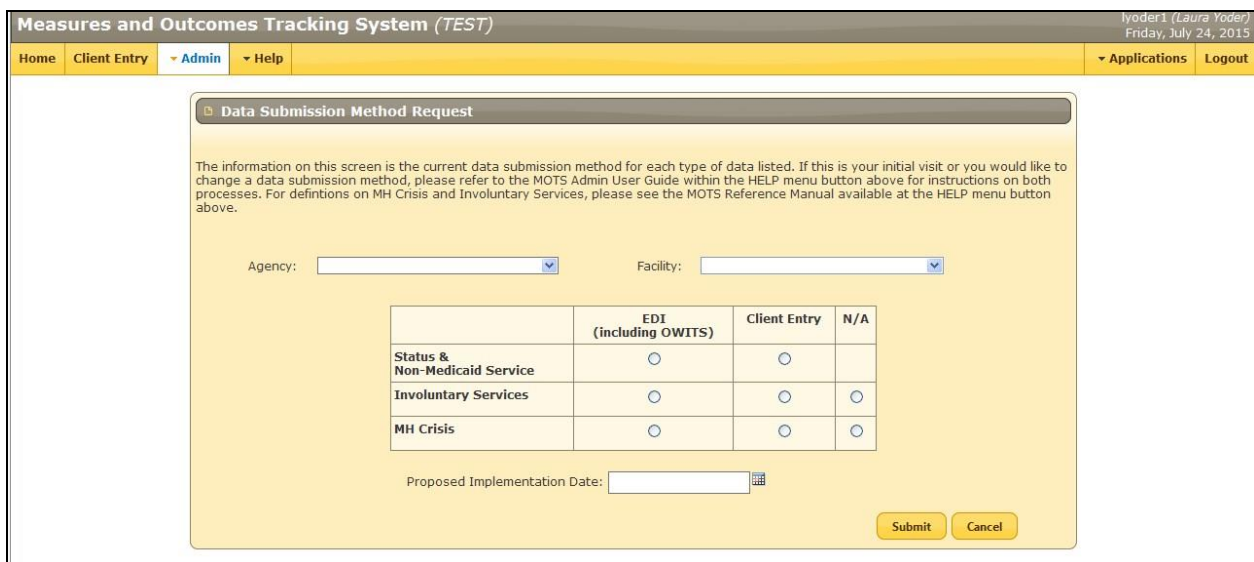 Measures and Outcomes Tracking System (TEST)
lyoder1 (Laura Yoder)
Friday, July 24, 2015
Home Client Entry Admin Help Applications Logout
Data Submission Method Request
The information on this screen is the current data submission method for each type of data listed. If this is your initial visit or you would like to
change a data submission method, please refer to the MOTS Admin User Guide within the HELP menu button above for instructions on both
processes. For defintions on MH Crisis and Involuntary Services, please see the MOTS Reference Manual available at the HELP menu button
above.
Agency: Facility:
EDI
(including OWITS)
Client Entry
N/A
Status &
Non-Medicaid Service
Involuntary Services
MH Crisis
Proposed Implementation Date:
Submit Cancel